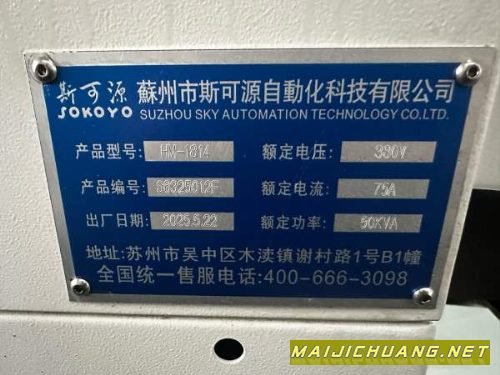 斯可源 蘇州市斯可源自動化科技有限公司
SOKOYO SUZHOU SKY AUTOMATION TECHNOLOGY CO.LTD.
产品型号: HM-1814 额定电压: 380V
产品编号: S6325012F 额定电流: 75A
出厂日期: 2025.5.22 额定功率: 50KVA
地址:苏州市吴中区木渎镇谢村路1号B1幢
全国统一售服电话:400-666-3098
MAIJICHUANG.NET